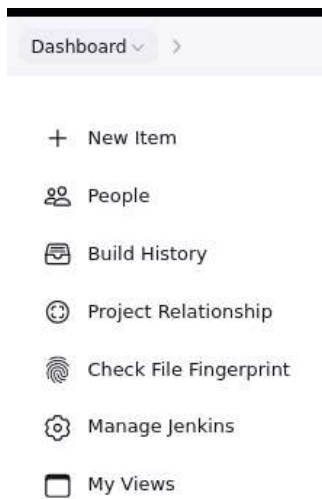 Dashboard
New Item
People
Build History
Project Relationship
Check File Fingerprint
Manage Jenkins
My Views